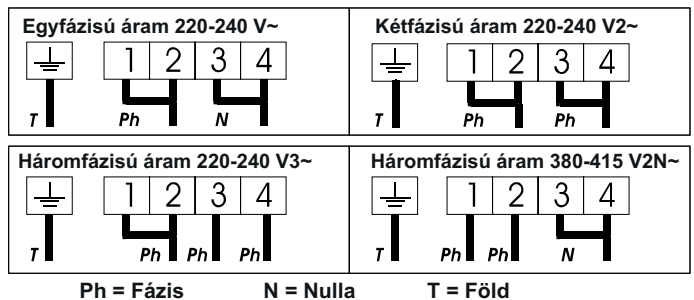 Egyfázisú áram 220-240 V~
1 2 3 4
T Ph N
Kétfázisú áram 220-240 V2~
1 2 3 4
T Ph Ph
Háromfázisú áram 220-240 V3~
1 2 3 4
T Ph Ph Ph
Háromfázisú áram 380-415 V2N~
1 2 3 4
T Ph Ph N
Ph = Fázis N = Nulla T = Föld